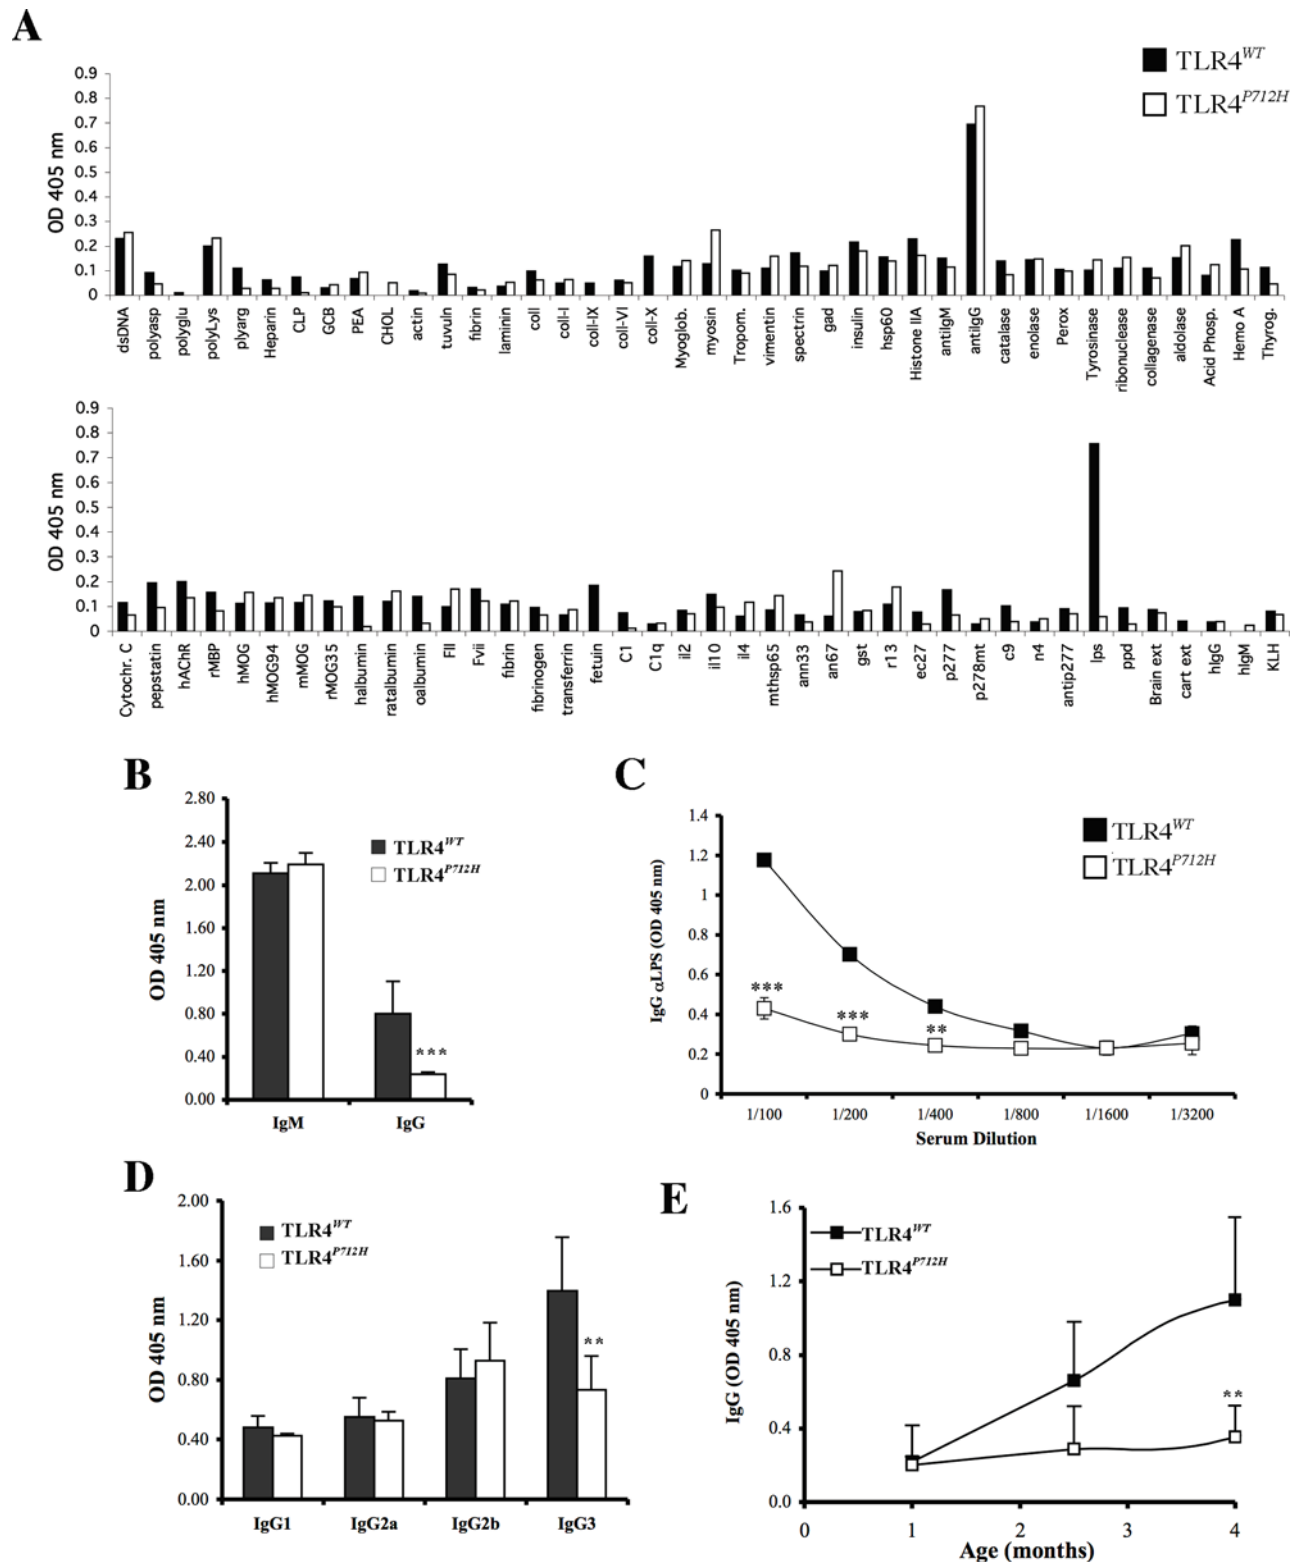 A
TLR4WT
TLR4P712H
OD 405 nm
0.9
0.8
0.7
0.6
0.5
0.4
0.3
0.2
0.1
0
dsDNA polyasp polyglu polyLys plyarg Heparin CLP GCB PEA CHOL actin tuvuln fibrin laminin coll coll-I coll-IX coll-VI coll-X Myoglob. myosin Tropom. vimentin spectrin gad insulin hsp60 Histone IIA antiIgM antiIgG catalase enolase Perox Tyrosinase ribonuclease collagenase aldolase Acid Phosp. Hemo A Thyrog.
OD 405 nm
0.9
0.8
0.7
0.6
0.5
0.4
0.3
0.2
0.1
0
Cytochr. C pepstatin hAChR rMBP hMOG hMOG94 mMOG rMOG35 halbumin ratalbumin oalbumin FII Fvii fibrin fibrinogen transferrin fetuin C1 C1q il2 il10 il4 mthsp65 ann33 an67 gst r13 ec27 p277 p278mt c9 n4 antip277 lps ppd Brain ext cart ext hIgG hIgM KLH
B
OD 405 nm
2.80
2.40
2.00
1.60
1.20
0.80
0.40
0.00
TLR4WT
TLR4P712H
***
IgM IgG
C
IgG αLPS (OD 405 nm)
1.4
1.2
1
0.8
0.6
0.4
0.2
0
TLR4WT
TLR4P712H
*** *** **
1/100 1/200 1/400 1/800 1/1600 1/3200
Serum Dilution
D
OD 405 nm
2.00
1.60
1.20
0.80
0.40
0.00
TLR4WT
TLR4P712H
**
IgG1 IgG2a IgG2b IgG3
E
IgG (OD 405 nm)
1.6
1.2
0.8
0.4
0.0
TLR4WT
TLR4P712H
**
0 1 2 3 4
Age (months)